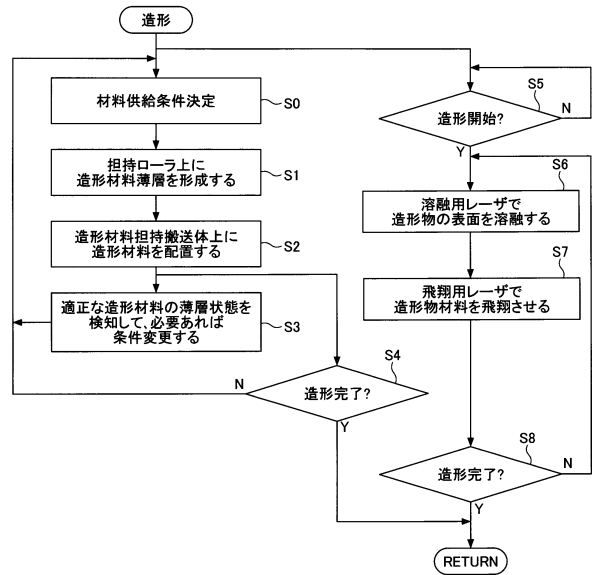 造形
材料供給条件決定
S0
担持ローラ上に
造形材料薄層を形成する
S1
造形材料担持搬送体上に
造形材料を配置する
S2
適正な造形材料の薄層状態を
検知して、必要あれば
条件変更する
S3
造形完了?
S4
N
Y
造形開始?
S5
N
Y
溶融用レーザで
造形物の表面を溶融する
S6
飛翔用レーザで
造形物材料を飛翔させる
S7
造形完了?
S8
N
Y
RETURN